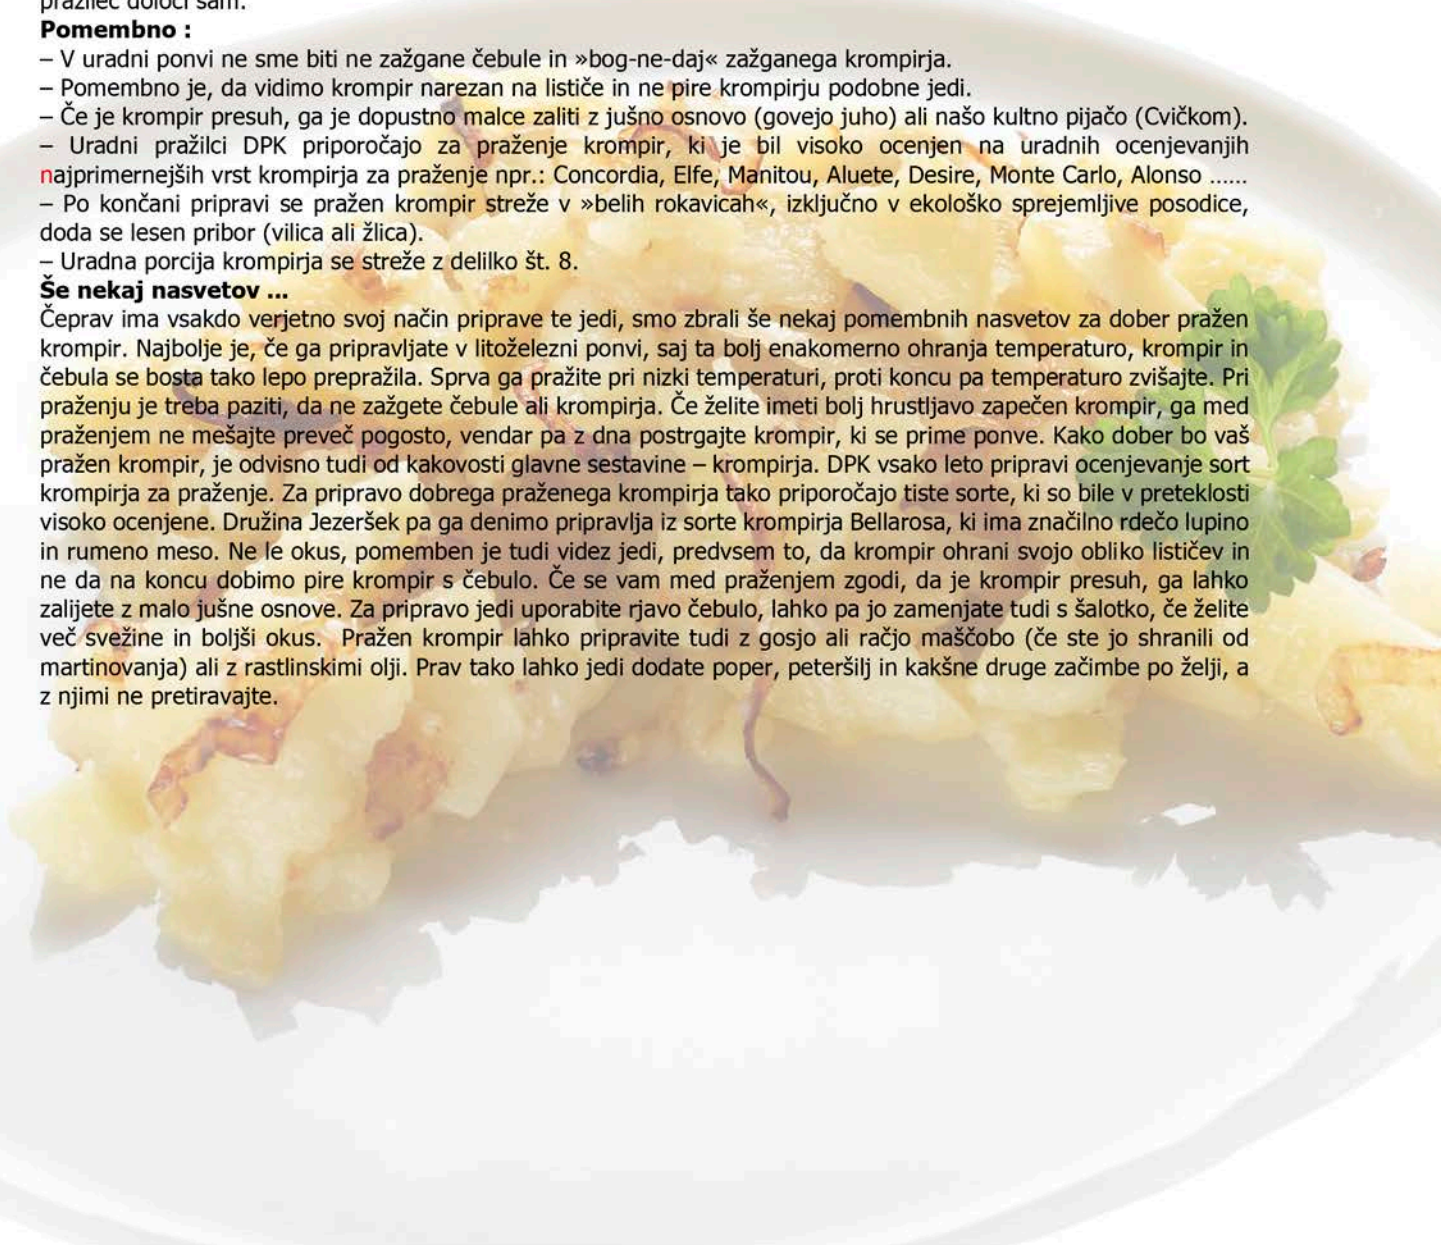 pražilec določi sam.
Pomembno :
– V uradni ponvi ne sme biti ne zažgane čebule in »bog-ne-daj« zažganega krompirja.
– Pomembno je, da vidimo krompir narezan na lističe in ne pire krompirju podobne jedi.
– Če je krompir presuh, ga je dopustno malce zaliti z jušno osnovo (govejo juho) ali našo kultno pijačo (Cvičkom).
– Uradni pražilci DPK priporočajo za praženje krompir, ki je bil visoko ocenjen na uradnih ocenjevanjih
najprimernejših vrst krompirja za praženje npr.: Concordia, Elfe, Manitou, Aluete, Desire, Monte Carlo, Alonso ......
– Po končani pripravi se pražen krompir streže v »belih rokavicah«, izključno v ekološko sprejemljive posodice,
doda se lesen pribor (vilica ali žlica).
– Uradna porcija krompirja se streže z delilko št. 8.
Še nekaj nasvetov ...
Čeprav ima vsakdo verjetno svoj način priprave te jedi, smo zbrali še nekaj pomembnih nasvetov za dober pražen
krompir. Najbolje je, če ga pripravljate v litoželezni ponvi, saj ta bolj enakomerno ohranja temperaturo, krompir in
čebula se bosta tako lepo prepražila. Sprva ga pražite pri nizki temperaturi, proti koncu pa temperaturo zvišajte. Pri
praženju je treba paziti, da ne zažgete čebule ali krompirja. Če želite imeti bolj hrustljavo zapečen krompir, ga med
praženjem ne mešajte preveč pogosto, vendar pa z dna postrgajte krompir, ki se prime ponve. Kako dober bo vaš
pražen krompir, je odvisno tudi od kakovosti glavne sestavine – krompirja. DPK vsako leto pripravi ocenjevanje sort
krompirja za praženje. Za pripravo dobrega praženega krompirja tako priporočajo tiste sorte, ki so bile v preteklosti
visoko ocenjene. Družina Jezeršek pa ga denimo pripravlja iz sorte krompirja Bellarosa, ki ima značilno rdečo lupino
in rumeno meso. Ne le okus, pomemben je tudi videz jedi, predvsem to, da krompir ohrani svojo obliko lističev in
ne da na koncu dobimo pire krompir s čebulo. Če se vam med praženjem zgodi, da je krompir presuh, ga lahko
zalijete z malo jušne osnove. Za pripravo jedi uporabite rjavo čebulo, lahko pa jo zamenjate tudi s šalotko, če želite
več svežine in boljši okus.  Pražen krompir lahko pripravite tudi z gosjo ali račjo maščobo (če ste jo shranili od
martinovanja) ali z rastlinskimi olji. Prav tako lahko jedi dodate poper, peteršilj in kakšne druge začimbe po želji, a
z njimi ne pretiravajte.